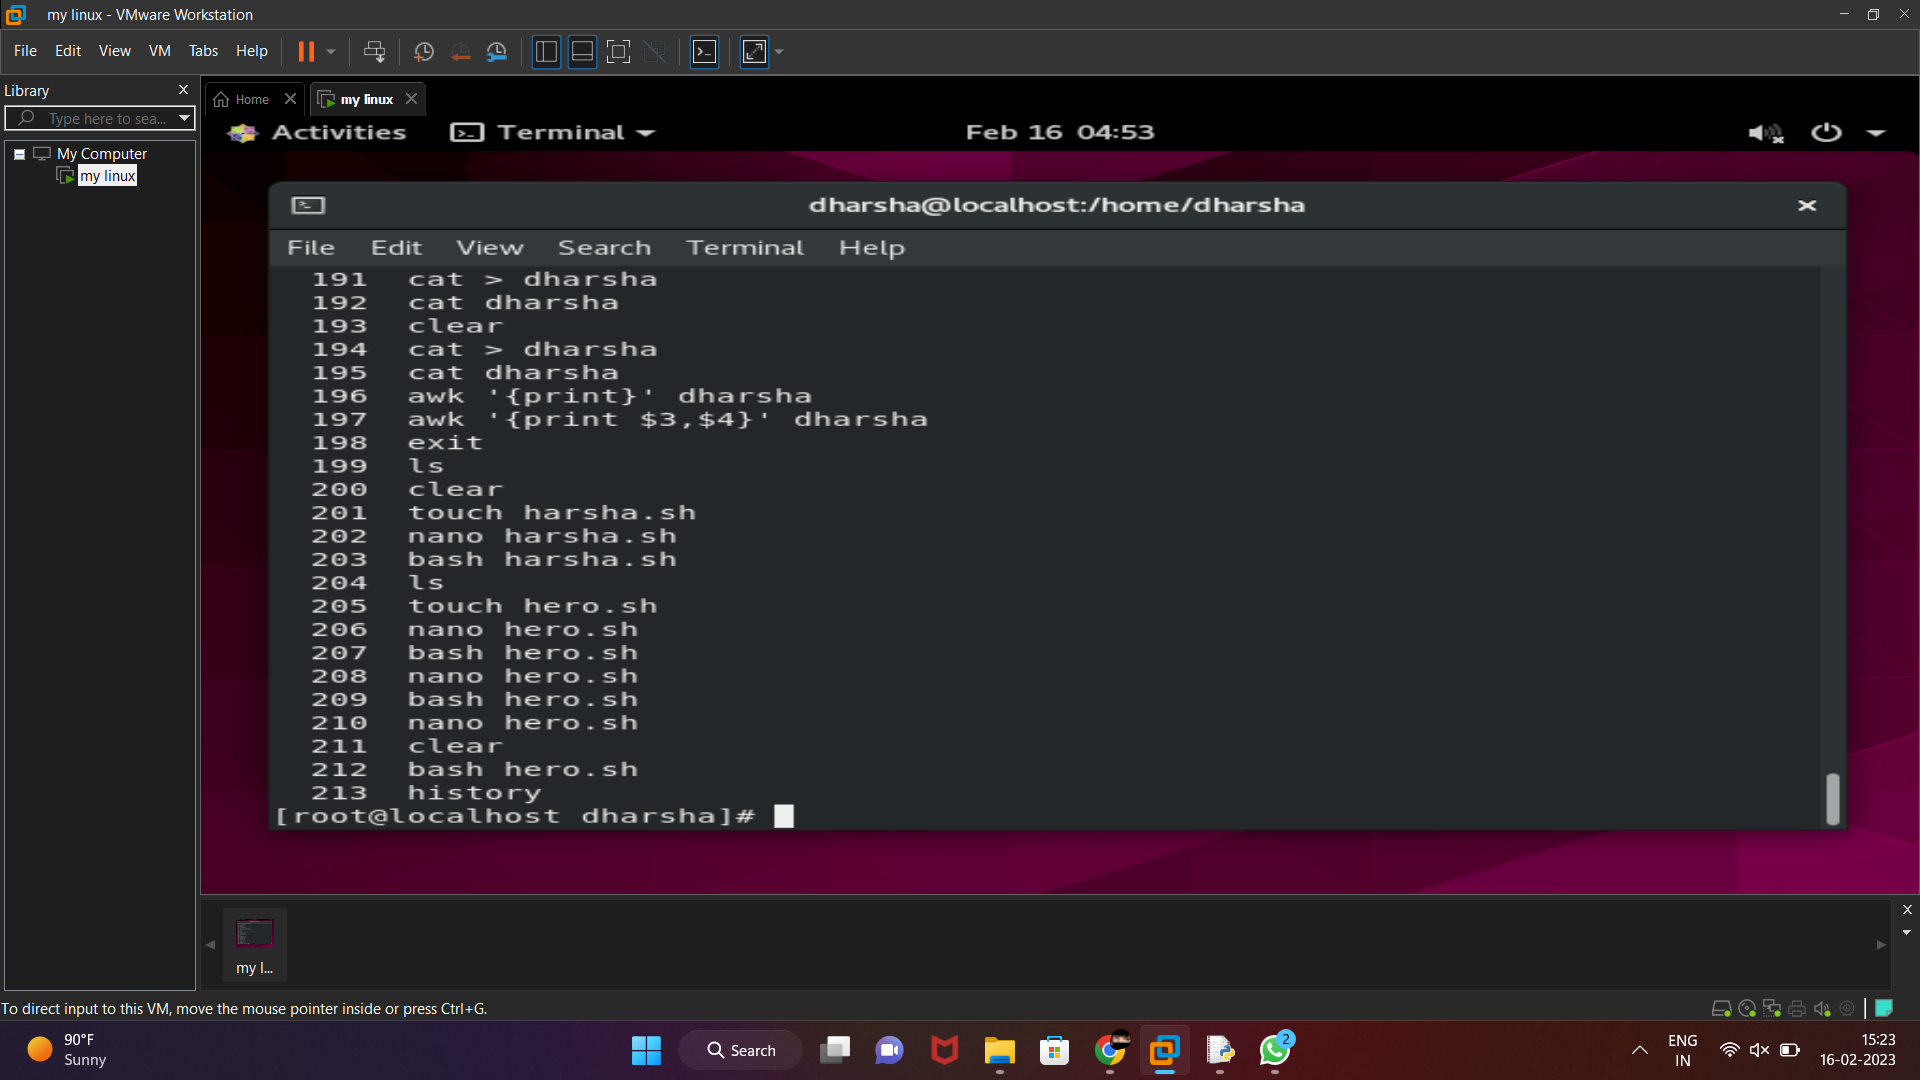 my linux - VMware Workstation
File Edit View VM Tabs Help
Library
Type here to sea...
My Computer
my linux
Home
my linux
Activities Terminal Feb 16 04:53
dharsha@localhost:/home/dharsha
File Edit View Search Terminal Help
191 cat > dharsha
192 cat dharsha
193 clear
194 cat > dharsha
195 cat dharsha
196 awk '{print}' dharsha
197 awk '{print $3,$4}' dharsha
198 exit
199 ls
200 clear
201 touch harsha.sh
202 nano harsha.sh
203 bash harsha.sh
204 ls
205 touch hero.sh
206 nano hero.sh
207 bash hero.sh
208 nano hero.sh
209 bash hero.sh
210 nano hero.sh
211 clear
212 bash hero.sh
213 history
[root@localhost dharsha]#
my l...
To direct input to this VM, move the mouse pointer inside or press Ctrl+G.
90°F
Sunny
Search
2
ENG
IN
15:23
16-02-2023